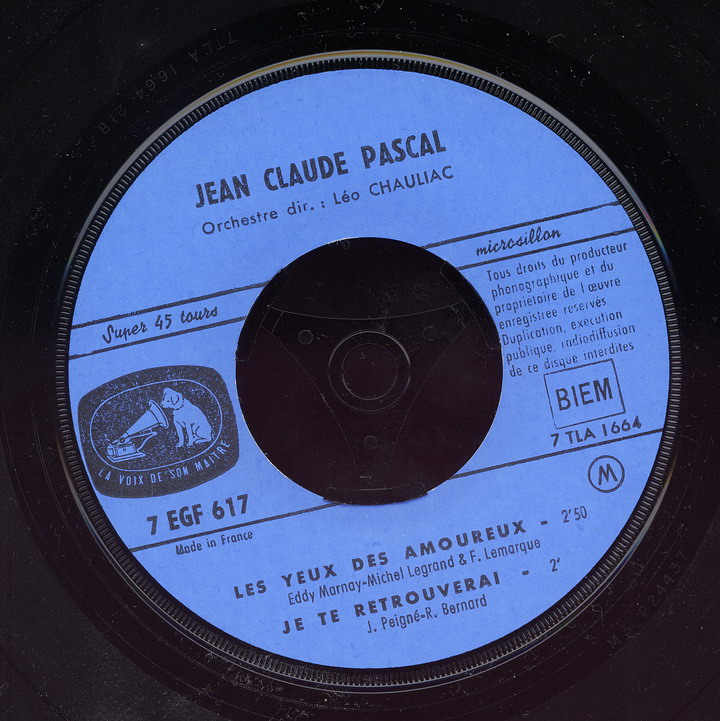 JEAN CLAUDE PASCAL
Orchestre dir. : Léo CHAULIAC
microsillon
Super 45 tours
Tous droits du producteur
phonographique et du
propriétaire de l'œuvre
enregistrée réservés
Duplication, exécution
publique, radiodiffusion
de ce disque interdites
BIEM
7 TLA 1664
M
LA VOIX DE SON MAITRE
7 EGF 617
Made in France
LES YEUX DES AMOUREUX - 2'50
Eddy Marnay-Michel Legrand & F. Lemarque
JE TE RETROUVERAI - 2'
J. Peigné-R. Bernard